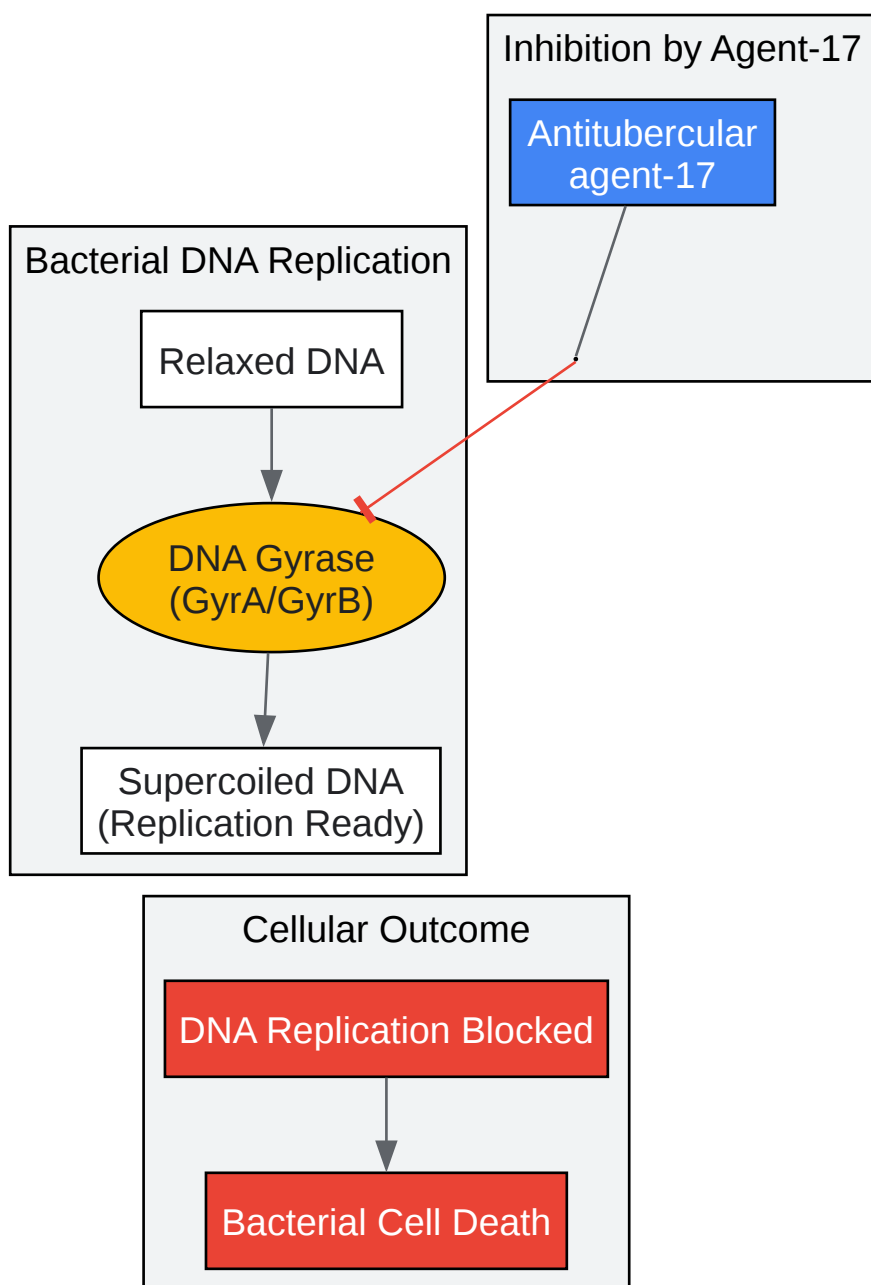 Inhibition by Agent-17
Antitubercular
agent-17
Bacterial DNA Replication
Relaxed DNA
DNA Gyrase
(GyrA/GyrB)
Supercoiled DNA
(Replication Ready)
Cellular Outcome
DNA Replication Blocked
Bacterial Cell Death